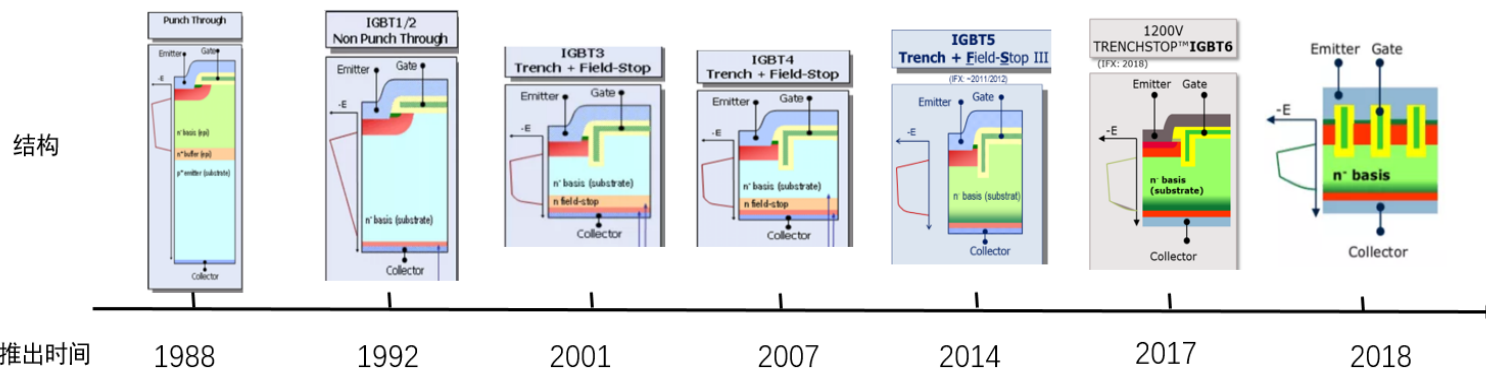 Punch Through
Emitter
Gate
-E
n⁻ basis (epi)
n⁺ buffer (epi)
p⁺ emitter (substrate)
Collector
IGBT1/2
Non Punch Through
Emitter
Gate
-E
n⁻ basis (substrate)
Collector
IGBT3
Trench + Field-Stop
Emitter
Gate
-E
n⁻ basis (substrate)
n field-stop
Collector
IGBT4
Trench + Field-Stop
Emitter
Gate
-E
n⁻ basis (substrate)
n field-stop
Collector
IGBT5
Trench + Field-Stop III
(IFX: ~2011/2012)
Emitter
Gate
-E
n⁻ basis (substrat)
Collector
1200V
TRENCHSTOP™IGBT6
(IFX: 2018)
Emitter Gate
-E
n⁻ basis
(substrate)
Collector
Emitter Gate
-E
n⁻ basis
Collector
结构
推出时间
1988
1992
2001
2007
2014
2017
2018